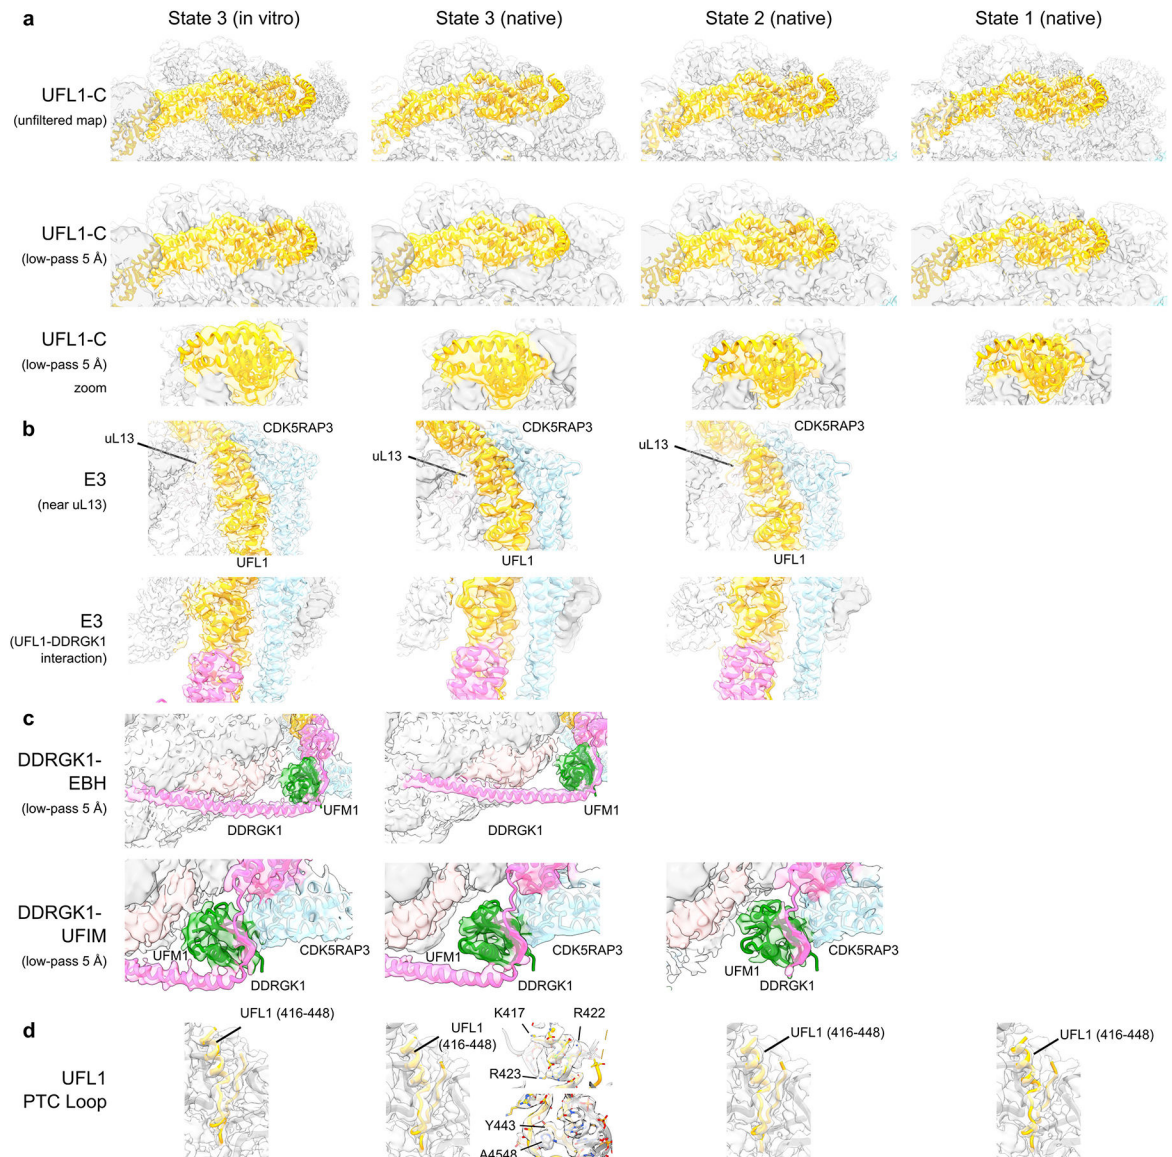 a
State 3 (in vitro)
State 3 (native)
State 2 (native)
State 1 (native)
UFL1-C
(unfiltered map)
UFL1-C
(low-pass 5 Å)
UFL1-C
(low-pass 5 Å)
zoom
b
CDK5RAP3
CDK5RAP3
CDK5RAP3
uL13
uL13
uL13
E3
(near uL13)
UFL1
UFL1
UFL1
E3
(UFL1-DDRGK1
interaction)
c
DDRGK1-
EBH
(low-pass 5 Å)
UFM1
UFM1
DDRGK1
DDRGK1
DDRGK1-
UFIM
(low-pass 5 Å)
UFM1
CDK5RAP3
DDRGK1
UFM1
CDK5RAP3
DDRGK1
UFM1
CDK5RAP3
DDRGK1
d
UFL1 (416-448)
UFL1
(416-448)
K417
R422
R423
Y443
A4548
UFL1 (416-448)
UFL1 (416-448)
UFL1
PTC Loop